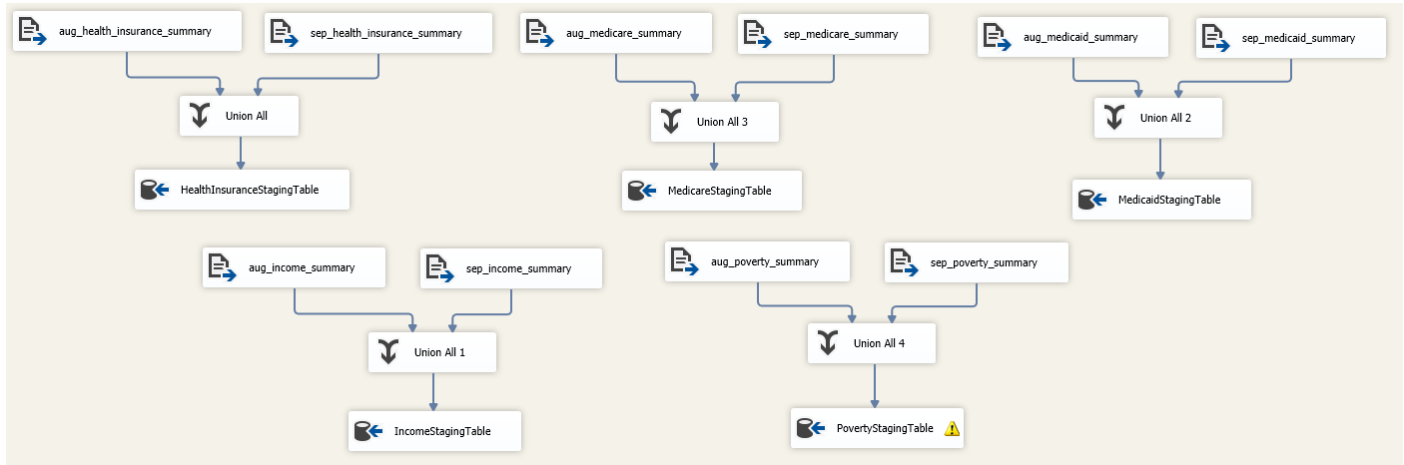 aug_health_insurance_summary
sep_health_insurance_summary
aug_medicare_summary
sep_medicare_summary
aug_medicaid_summary
sep_medicaid_summary
Union All
Union All 3
Union All 2
HealthInsuranceStagingTable
MedicareStagingTable
MedicaidStagingTable
aug_income_summary
sep_income_summary
aug_poverty_summary
sep_poverty_summary
Union All 1
Union All 4
IncomeStagingTable
PovertyStagingTable